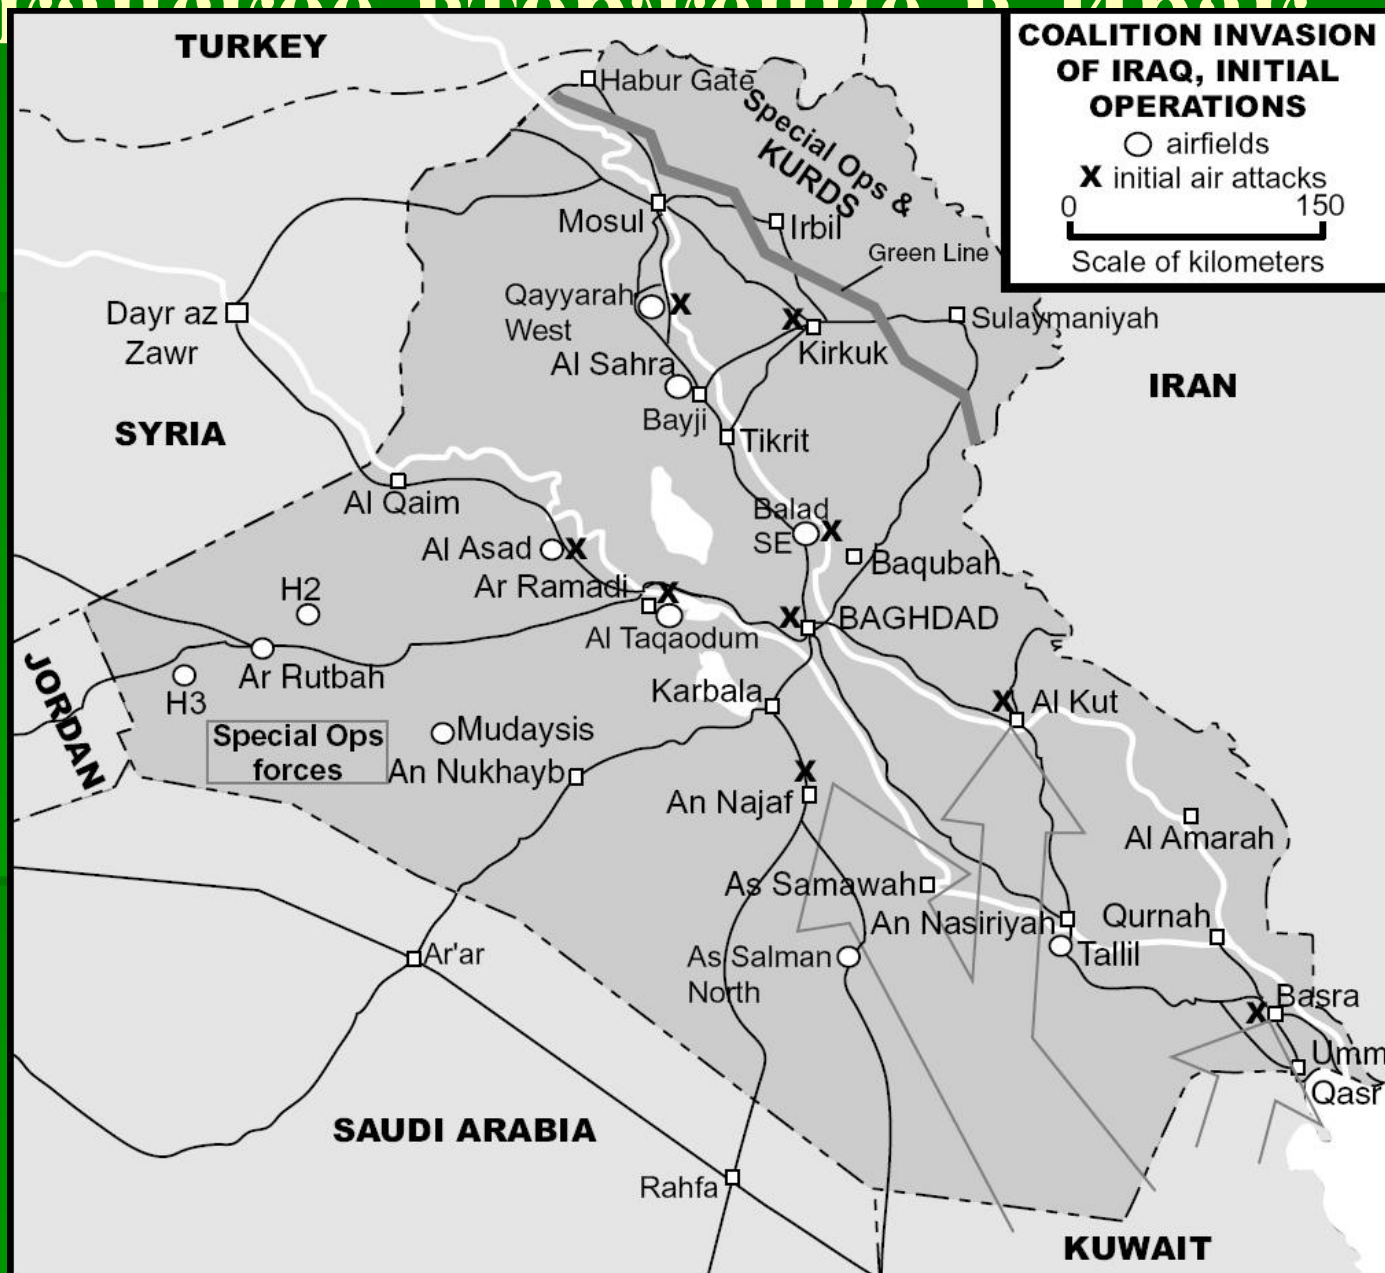 TURKEY
COALITION INVASION
OF IRAQ, INITIAL
OPERATIONS
airfields
X initial air attacks
0 150
Scale of kilometers
Habur Gate
Special Ops &
KURDS
Mosul
Irbil
Green Line
Dayr az
Zawr
Qayyarah
West
X
X
Kirkuk
Sulaymaniyah
Al Sahra
Bayji
IRAN
SYRIA
Tikrit
Al Qaim
Balad
SE
X
Al Asad
X
Baqubah
H2
Ar Ramadi
X
Al Taqaodum
X
BAGHDAD
JORDAN
H3
Ar Rutbah
Karbala
X
Al Kut
Special Ops
forces
Mudaysis
An Nukhayb
X
An Najaf
Al Amarah
As Samawah
An Nasiriyah
Qurnah
Ar'ar
As Salman
North
Tallil
X
Basra
Umm
Qasr
SAUDI ARABIA
Rahfa
KUWAIT